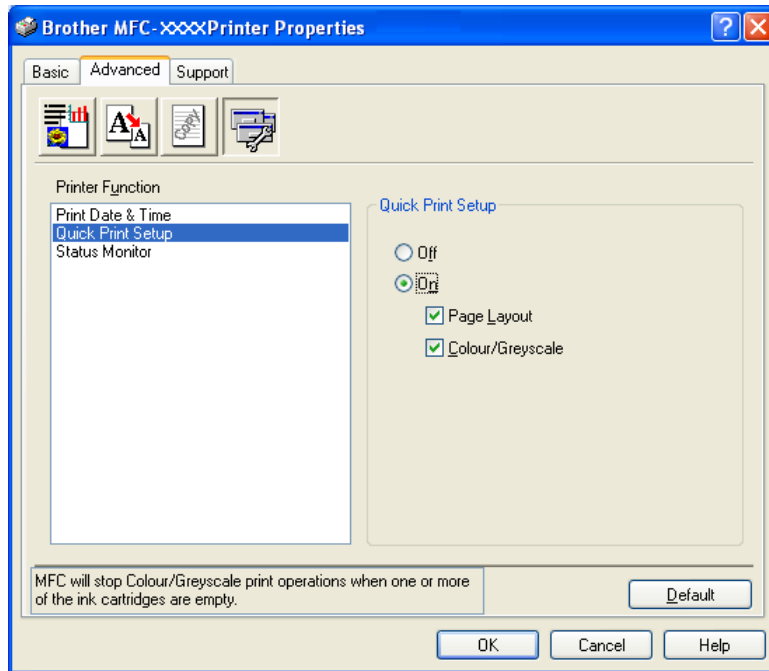 Brother MFC-XXXXPrinter Properties
Basic
Advanced
Support
A
A
copy
Printer Function
Print Date & Time
Quick Print Setup
Status Monitor
Quick Print Setup
Off
On
Page Layout
Colour/Greyscale
MFC will stop Colour/Greyscale print operations when one or more
of the ink cartridges are empty.
Default
OK
Cancel
Help